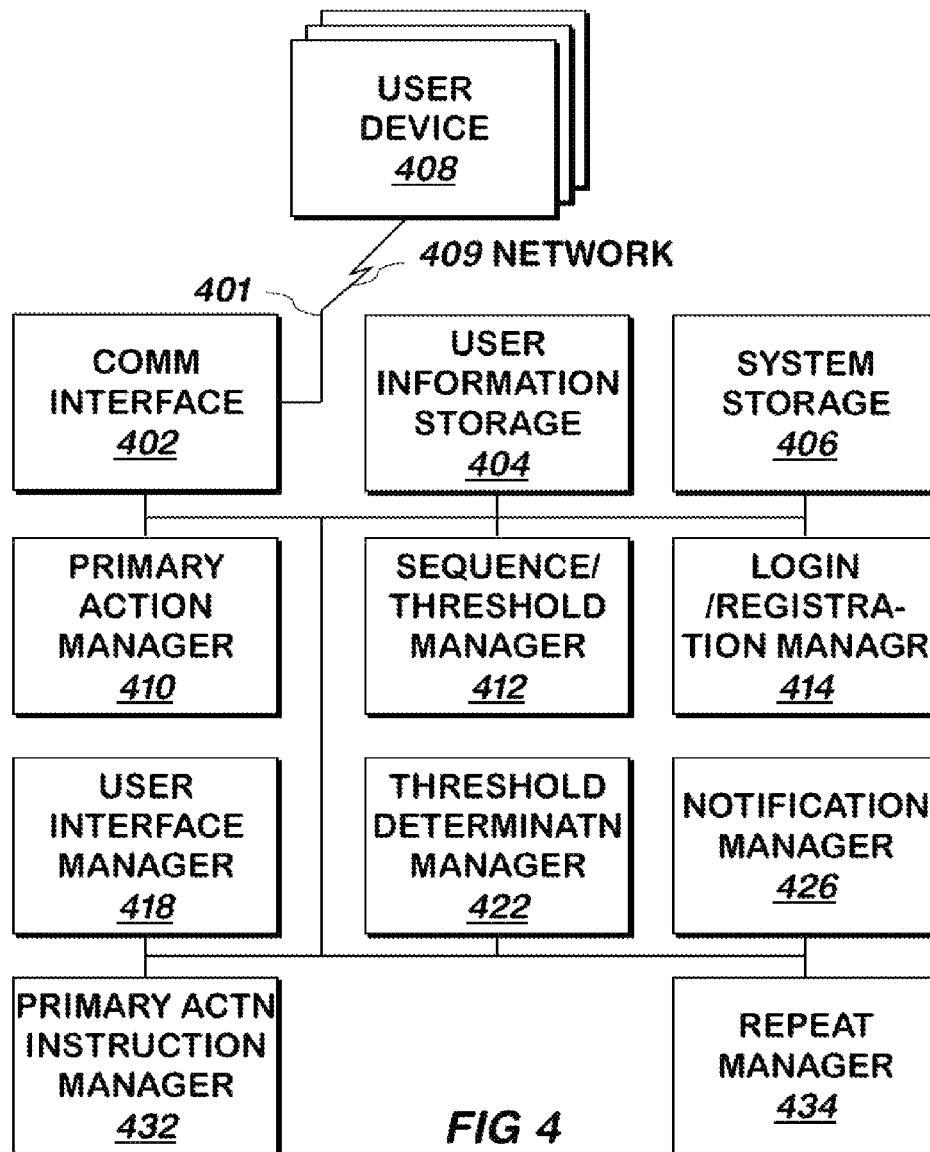 USER
DEVICE
408
409 NETWORK
401
COMM
INTERFACE
402
USER
INFORMATION
STORAGE
404
SYSTEM
STORAGE
406
PRIMARY
ACTION
MANAGER
410
SEQUENCE/
THRESHOLD
MANAGER
412
LOGIN
/REGISTRA-
TION MANAGR
414
USER
INTERFACE
MANAGER
418
THRESHOLD
DETERMINATN
MANAGER
422
NOTIFICATION
MANAGER
426
PRIMARY ACTN
INSTRUCTION
MANAGER
432
REPEAT
MANAGER
434
FIG 4